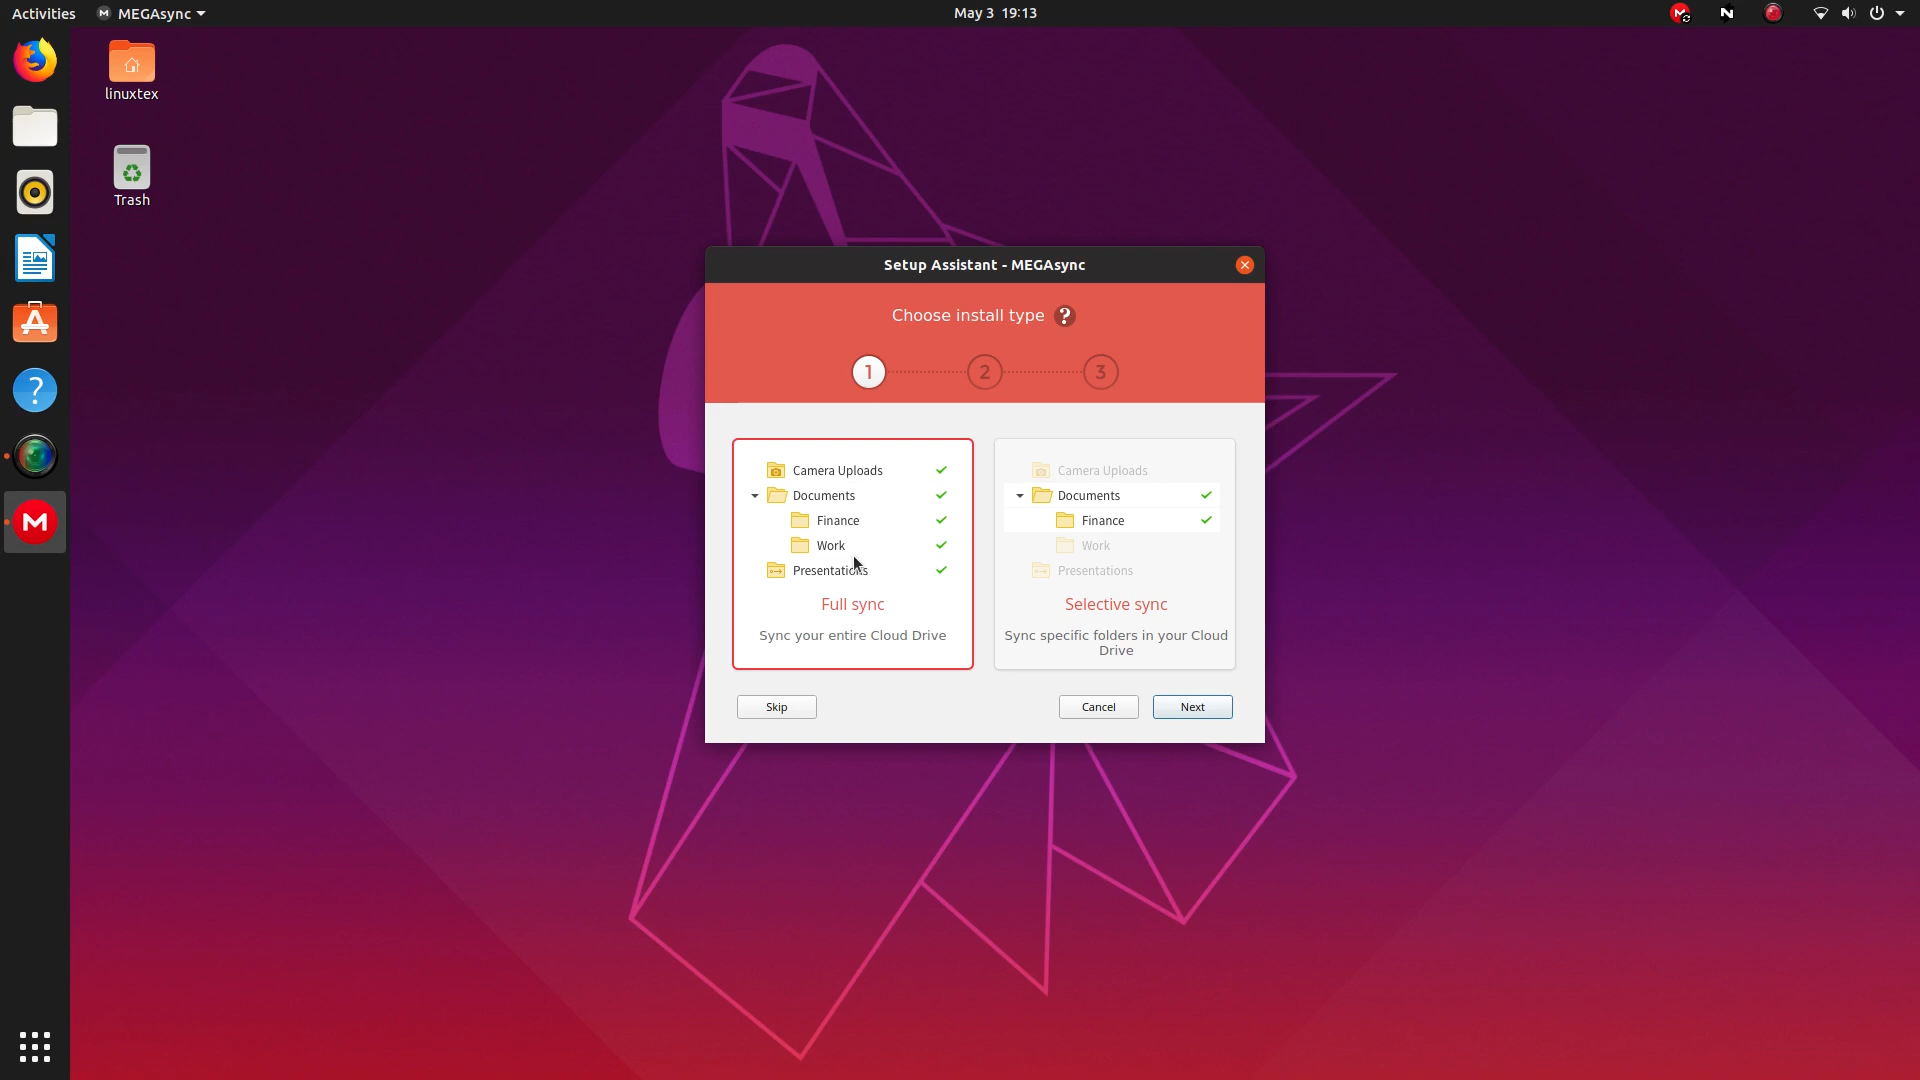 Activities
MEGAsync
May 3 19:13
linuxtex
Trash
Setup Assistant - MEGAsync
Choose install type ?
1
2
3
Camera Uploads
Documents
Finance
Work
Presentations
Full sync
Sync your entire Cloud Drive
Camera Uploads
Documents
Finance
Work
Presentations
Selective sync
Sync specific folders in your Cloud
Drive
Skip
Cancel
Next